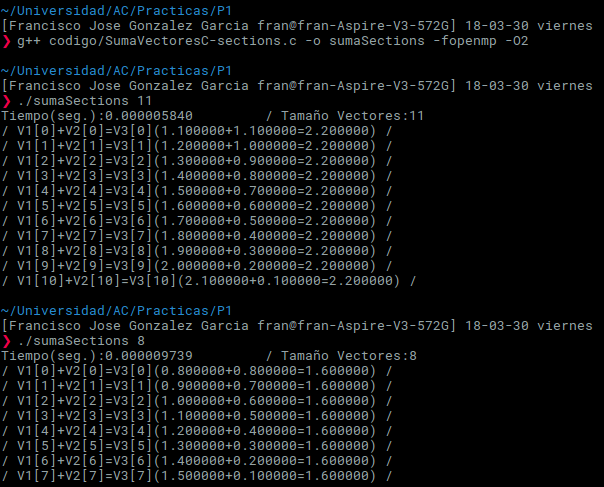 ~/Universidad/AC/Practicas/P1
[Francisco Jose Gonzalez Garcia fran@fran-Aspire-V3-572G] 18-03-30 viernes
❯ g++ codigo/SumaVectoresC-sections.c -o sumaSections -fopenmp -O2
~/Universidad/AC/Practicas/P1
[Francisco Jose Gonzalez Garcia fran@fran-Aspire-V3-572G] 18-03-30 viernes
❯ ./sumaSections 11
Tiempo(seg.):0.000005840         / Tamaño Vectores:11
/ V1[0]+V2[0]=V3[0](1.100000+1.100000=2.200000) /
/ V1[1]+V2[1]=V3[1](1.200000+1.000000=2.200000) /
/ V1[2]+V2[2]=V3[2](1.300000+0.900000=2.200000) /
/ V1[3]+V2[3]=V3[3](1.400000+0.800000=2.200000) /
/ V1[4]+V2[4]=V3[4](1.500000+0.700000=2.200000) /
/ V1[5]+V2[5]=V3[5](1.600000+0.600000=2.200000) /
/ V1[6]+V2[6]=V3[6](1.700000+0.500000=2.200000) /
/ V1[7]+V2[7]=V3[7](1.800000+0.400000=2.200000) /
/ V1[8]+V2[8]=V3[8](1.900000+0.300000=2.200000) /
/ V1[9]+V2[9]=V3[9](2.000000+0.200000=2.200000) /
/ V1[10]+V2[10]=V3[10](2.100000+0.100000=2.200000) /
~/Universidad/AC/Practicas/P1
[Francisco Jose Gonzalez Garcia fran@fran-Aspire-V3-572G] 18-03-30 viernes
❯ ./sumaSections 8
Tiempo(seg.):0.000009739         / Tamaño Vectores:8
/ V1[0]+V2[0]=V3[0](0.800000+0.800000=1.600000) /
/ V1[1]+V2[1]=V3[1](0.900000+0.700000=1.600000) /
/ V1[2]+V2[2]=V3[2](1.000000+0.600000=1.600000) /
/ V1[3]+V2[3]=V3[3](1.100000+0.500000=1.600000) /
/ V1[4]+V2[4]=V3[4](1.200000+0.400000=1.600000) /
/ V1[5]+V2[5]=V3[5](1.300000+0.300000=1.600000) /
/ V1[6]+V2[6]=V3[6](1.400000+0.200000=1.600000) /
/ V1[7]+V2[7]=V3[7](1.500000+0.100000=1.600000) /